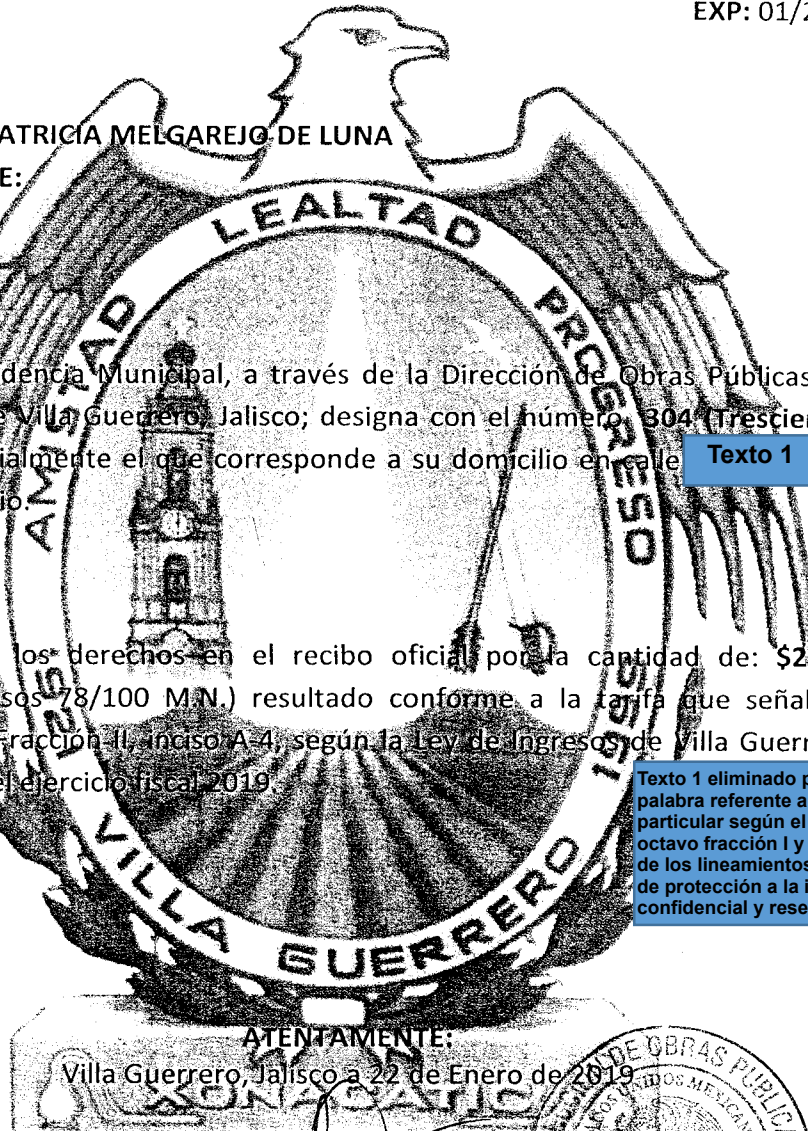 EXP: 01/2
ATRICIA MELGAREJO DE LUNA
E:
LEALTAD
AMISTAD
PROGRESO
dencia Municipal, a través de la Dirección de Obras Públicas
e Villa Guerrero, Jalisco; designa con el número 304 (Trescien
ialmente el que corresponde a su domicilio en calle Texto 1
io.
los derechos en el recibo oficial por la cantidad de: $2
sos 78/100 M.N.) resultado conforme a la tarifa que señal
Fracción II, inciso A-4, según la Ley de Ingresos de Villa Guerr
el ejercicio fiscal 2019.
Texto 1 eliminado p
palabra referente a
particular según el
octavo fracción I y
de los lineamientos
de protección a la i
confidencial y rese
1921
1995
VILLA GUERRERO
ATENTAMENTE:
Villa Guerrero, Jalisco a 22 de Enero de 2019
DE OBRAS PUBLIC
UNIDOS MEXICAN